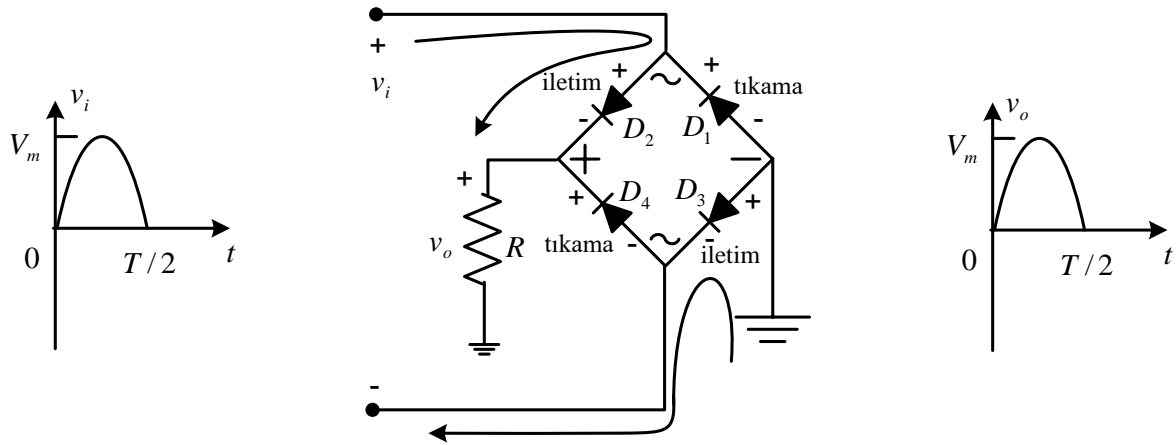 v_i
V_m
0
T / 2
t
+
v_i
-
iletim
+
-
D_2
~
+
tıkama
-
D_1
+
−
+
D_4
-
tıkama
D_3
+
-
iletim
~
+
v_o
R
v_o
V_m
0
T / 2
t